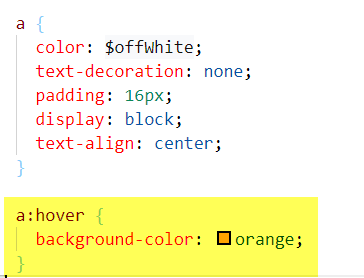 a {
color: $offWhite;
text-decoration: none;
padding: 16px;
display: block;
text-align: center;
}
a:hover {
background-color: orange;
}